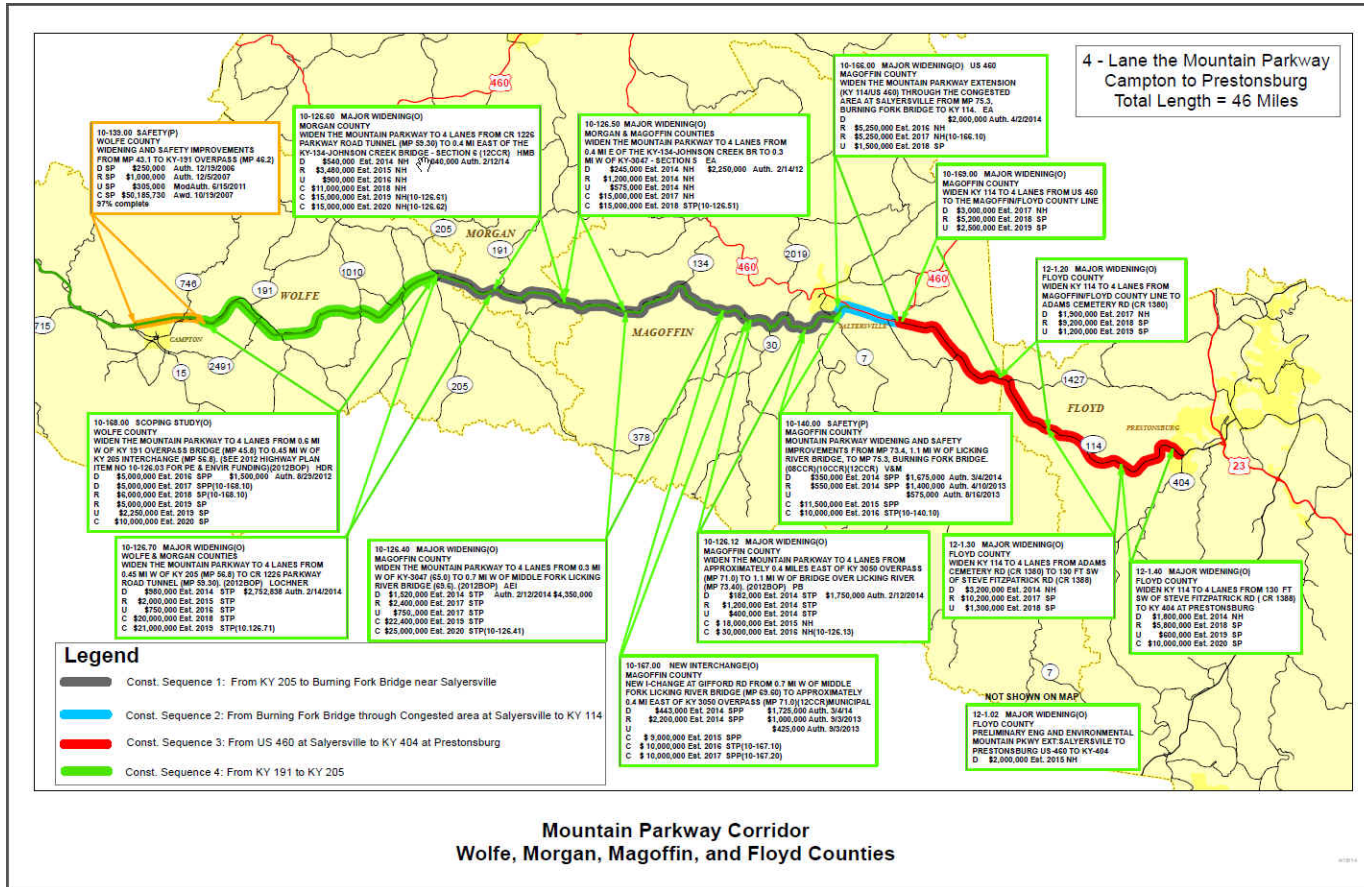 4 - Lane the Mountain Parkway
Campton to Prestonsburg
Total Length = 46 Miles
10-166.00 MAJOR WIDENING(O) US 460
MAGOFFIN COUNTY
WIDEN THE MOUNTAIN PARKWAY EXTENSION
(KY 114/US 460) THROUGH THE CONGESTED
AREA AT SALYERSVILLE FROM MP 75.3,
BURNING FORK BRIDGE TO KY 114. EA
D $2,000,000 Auth. 4/2/2014
R $5,250,000 Est. 2016 NH
R $5,250,000 Est. 2017 NH(10-166.10)
U $1,500,000 Est. 2018 SP
10-139.00 SAFETY(P)
WOLFE COUNTY
WIDENING AND SAFETY IMPROVEMENTS
FROM MP 43.1 TO KY-191 OVERPASS (MP 46.2)
D SP $250,000 Auth. 12/19/2006
R SP $1,000,000 Auth. 12/5/2007
U SP $305,000 ModAuth. 6/15/2011
C SP $50,185,730 Awd. 10/19/2007
97% complete
10-126.60 MAJOR WIDENING(O)
MORGAN COUNTY
WIDEN THE MOUNTAIN PARKWAY TO 4 LANES FROM CR 1226
PARKWAY ROAD TUNNEL (MP 59.30) TO 0.4 MI EAST OF THE
KY-134-JOHNSON CREEK BRIDGE - SECTION 6 (12CCR) HMB
D $540,000 Est. 2014 NH 040,000 Auth. 2/12/14
R $3,480,000 Est. 2015 NH
U $900,000 Est. 2016 NH
C $11,000,000 Est. 2018 NH
C $15,000,000 Est. 2019 NH(10-126.61)
C $15,000,000 Est. 2020 NH(10-126.62)
10-126.50 MAJOR WIDENING(O)
MORGAN & MAGOFFIN COUNTIES
WIDEN THE MOUNTAIN PARKWAY TO 4 LANES FROM
0.4 MI E OF THE KY-134-JOHNSON CREEK BR TO 0.3
MI W OF KY-3047 - SECTION 5 EA
D $245,000 Est. 2014 NH $2,250,000 Auth. 2/14/12
R $1,200,000 Est. 2014 NH
U $575,000 Est. 2014 NH
C $15,000,000 Est. 2017 NH
C $15,000,000 Est. 2018 STP(10-126.51)
10-169.00 MAJOR WIDENING(O)
MAGOFFIN COUNTY
WIDEN KY 114 TO 4 LANES FROM US 460
TO THE MAGOFFIN/FLOYD COUNTY LINE
D $3,000,000 Est. 2017 NH
R $5,200,000 Est. 2018 SP
U $2,500,000 Est. 2019 SP
12-1.20 MAJOR WIDENING(O)
FLOYD COUNTY
WIDEN KY 114 TO 4 LANES FROM
MAGOFFIN/FLOYD COUNTY LINE TO
ADAMS CEMETERY RD (CR 1380)
D $1,900,000 Est. 2017 NH
R $9,200,000 Est. 2018 SP
U $1,200,000 Est. 2019 SP
460
205
MORGAN
191
2019
134
460
460
1010
746
191
WOLFE
715
CAMPTON
15
2491
205
MAGOFFIN
30
SALYERSVILLE
7
378
1427
FLOYD
PRESTONSBURG
114
404
23
7
10-168.00 SCOPING STUDY(O)
WOLFE COUNTY
WIDEN THE MOUNTAIN PARKWAY TO 4 LANES FROM 0.6 MI
W OF KY 191 OVERPASS BRIDGE (MP 45.8) TO 0.45 MI W OF
KY 205 INTERCHANGE (MP 56.8). (SEE 2012 HIGHWAY PLAN
ITEM NO 10-126.03 FOR PE & ENVIR FUNDING)(2012BOP) HDR
D $5,000,000 Est. 2016 SPP $1,500,000 Auth. 8/29/2012
D $5,000,000 Est. 2017 SPP(10-168.10)
R $6,000,000 Est. 2018 SP(10-168.10)
R $5,000,000 Est. 2019 SP
U $2,250,000 Est. 2019 SP
C $10,000,000 Est. 2020 SP
10-140.00 SAFETY(P)
MAGOFFIN COUNTY
MOUNTAIN PARKWAY WIDENING AND SAFETY
IMPROVEMENTS FROM MP 73.4, 1.1 MI W OF LICKING
RIVER BRIDGE, TO MP 75.3, BURNING FORK BRIDGE.
(08CCR)(10CCR)(12CCR) V&M
D $350,000 Est. 2014 SPP $1,675,000 Auth. 3/4/2014
R $550,000 Est. 2014 SPP $1,400,000 Auth. 4/10/2013
U $575,000 Auth. 8/16/2013
C $11,500,000 Est. 2015 SPP
C $10,000,000 Est. 2016 STP(10-140.10)
10-126.70 MAJOR WIDENING(O)
WOLFE & MORGAN COUNTIES
WIDEN THE MOUNTAIN PARKWAY TO 4 LANES FROM
0.45 MI W OF KY 205 (MP 56.8) TO CR 1226 PARKWAY
ROAD TUNNEL (MP 59.30). (2012BOP) LOCHNER
D $980,000 Est. 2014 STP $2,752,838 Auth. 2/14/2014
R $2,000,000 Est. 2015 STP
U $750,000 Est. 2016 STP
C $20,000,000 Est. 2018 STP
C $21,000,000 Est. 2019 STP(10.126.71)
10-126.40 MAJOR WIDENING(O)
MAGOFFIN COUNTY
WIDEN THE MOUNTAIN PARKWAY TO 4 LANES FROM 0.3 MI
W OF KY-3047 (65.0) TO 0.7 MI W OF MIDDLE FORK LICKING
RIVER BRIDGE (69.6). (2012BOP) AEI
D $1,520,000 Est. 2014 STP Auth. 2/12/2014 $4,350,000
R $2,400,000 Est. 2017 STP
U $750,000 Est. 2017 STP
C $22,400,000 Est. 2019 STP
C $25,000,000 Est. 2020 STP(10-126.41)
10-126.12 MAJOR WIDENING(O)
MAGOFFIN COUNTY
WIDEN THE MOUNTAIN PARKWAY TO 4 LANES FROM
APPROXIMATELY 0.4 MILES EAST OF KY 3050 OVERPASS
(MP 71.0) TO 1.1 MI W OF BRIDGE OVER LICKING RIVER
(MP 73.40). (2012BOP) PB
D $182,000 Est. 2014 STP $1,750,000 Auth. 2/12/2014
R $1,200,000 Est. 2014 STP
U $400,000 Est. 2014 STP
C $ 18,000,000 Est. 2015 NH
C $ 30,000,000 Est. 2016 NH(10-126.13)
12-1.30 MAJOR WIDENING(O)
FLOYD COUNTY
WIDEN KY 114 TO 4 LANES FROM ADAMS
CEMETERY RD (CR 1380) TO 130 FT SW
OF STEVE FITZPATRICK RD (CR 1388)
D $3,200,000 Est. 2014 NH
R $10,200,000 Est. 2017 SP
U $1,300,000 Est. 2018 SP
12-1.40 MAJOR WIDENING(O)
FLOYD COUNTY
WIDEN KY 114 TO 4 LANES FROM 130 FT
SW OF STEVE FITZPATRICK RD ( CR 1388)
TO KY 404 AT PRESTONSBURG
D $1,800,000 Est. 2014 NH
R $5,800,000 Est. 2018 SP
U $600,000 Est. 2019 SP
C $10,000,000 Est. 2020 SP
10-167.00 NEW INTERCHANGE(O)
MAGOFFIN COUNTY
NEW I-CHANGE AT GIFFORD RD FROM 0.7 MI W OF MIDDLE
FORK LICKING RIVER BRIDGE (MP 69.60) TO APPROXIMATELY
0.4 MI EAST OF KY 3050 OVERPASS (MP 71.0)(12CCR)MUNICIPAL
D $443,000 Est. 2014 SPP $1,725,000 Auth. 3/4/14
R $2,200,000 Est. 2014 SPP $1,000,000 Auth. 9/3/2013
U $425,000 Auth. 9/3/2013
C $ 9,000,000 Est. 2015 SPP
C $ 10,000,000 Est. 2016 STP(10-167.10)
C $ 10,000,000 Est. 2017 SPP(10-167.20)
NOT SHOWN ON MAP
12-1.02 MAJOR WIDENING(O)
FLOYD COUNTY
PRELIMINARY ENG AND ENVIRONMENTAL
MOUNTAIN PKWY EXT:SALYERSVILE TO
PRESTONSBURG US-460 TO KY-404
D $2,000,000 Est. 2015 NH
Legend
Const. Sequence 1: From KY 205 to Burning Fork Bridge near Salyersville
Const. Sequence 2: From Burning Fork Bridge through Congested area at Salyersville to KY 114
Const. Sequence 3: From US 460 at Salyersville to KY 404 at Prestonsburg
Const. Sequence 4: From KY 191 to KY 205
Mountain Parkway Corridor
Wolfe, Morgan, Magoffin, and Floyd Counties